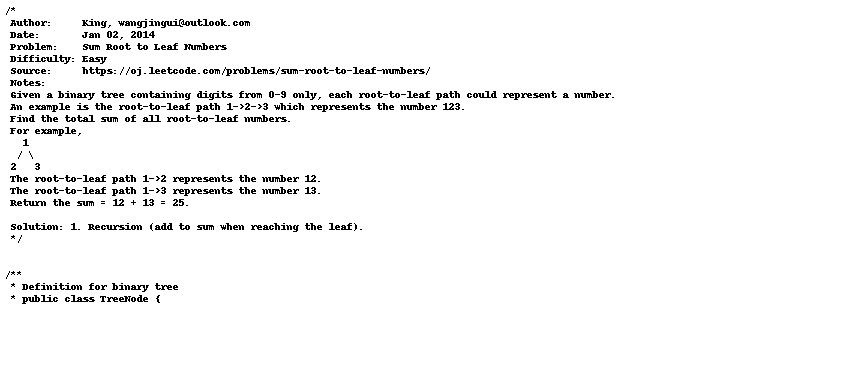 /*
 Author:     King, wangjingui@outlook.com
 Date:       Jan 02, 2014
 Problem:    Sum Root to Leaf Numbers
 Difficulty: Easy
 Source:     https://oj.leetcode.com/problems/sum-root-to-leaf-numbers/
 Notes:
 Given a binary tree containing digits from 0-9 only, each root-to-leaf path could represent a number.
 An example is the root-to-leaf path 1->2->3 which represents the number 123.
 Find the total sum of all root-to-leaf numbers.
 For example,
   1
  / \
 2   3
 The root-to-leaf path 1->2 represents the number 12.
 The root-to-leaf path 1->3 represents the number 13.
 Return the sum = 12 + 13 = 25.

 Solution: 1. Recursion (add to sum when reaching the leaf).
 */

/**
 * Definition for binary tree
 * public class TreeNode {